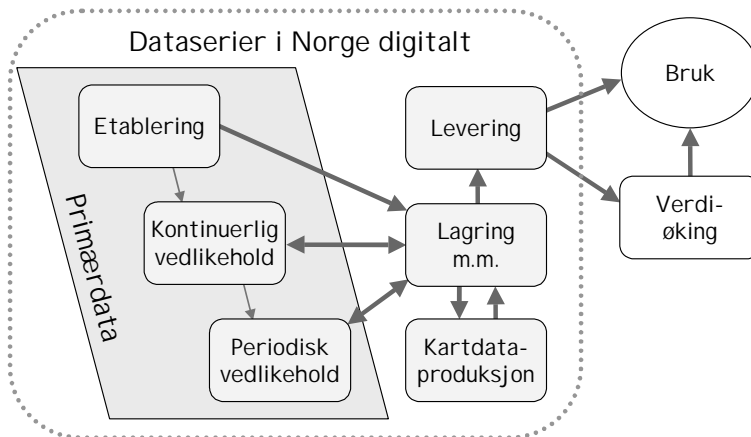 Dataserier i Norge digitalt
Etablering
Levering
Bruk
Primærdata
Kontinuerlig
vedlikehold
Lagring
m.m.
Verdi-
øking
Periodisk
vedlikehold
Kartdata-
produksjon